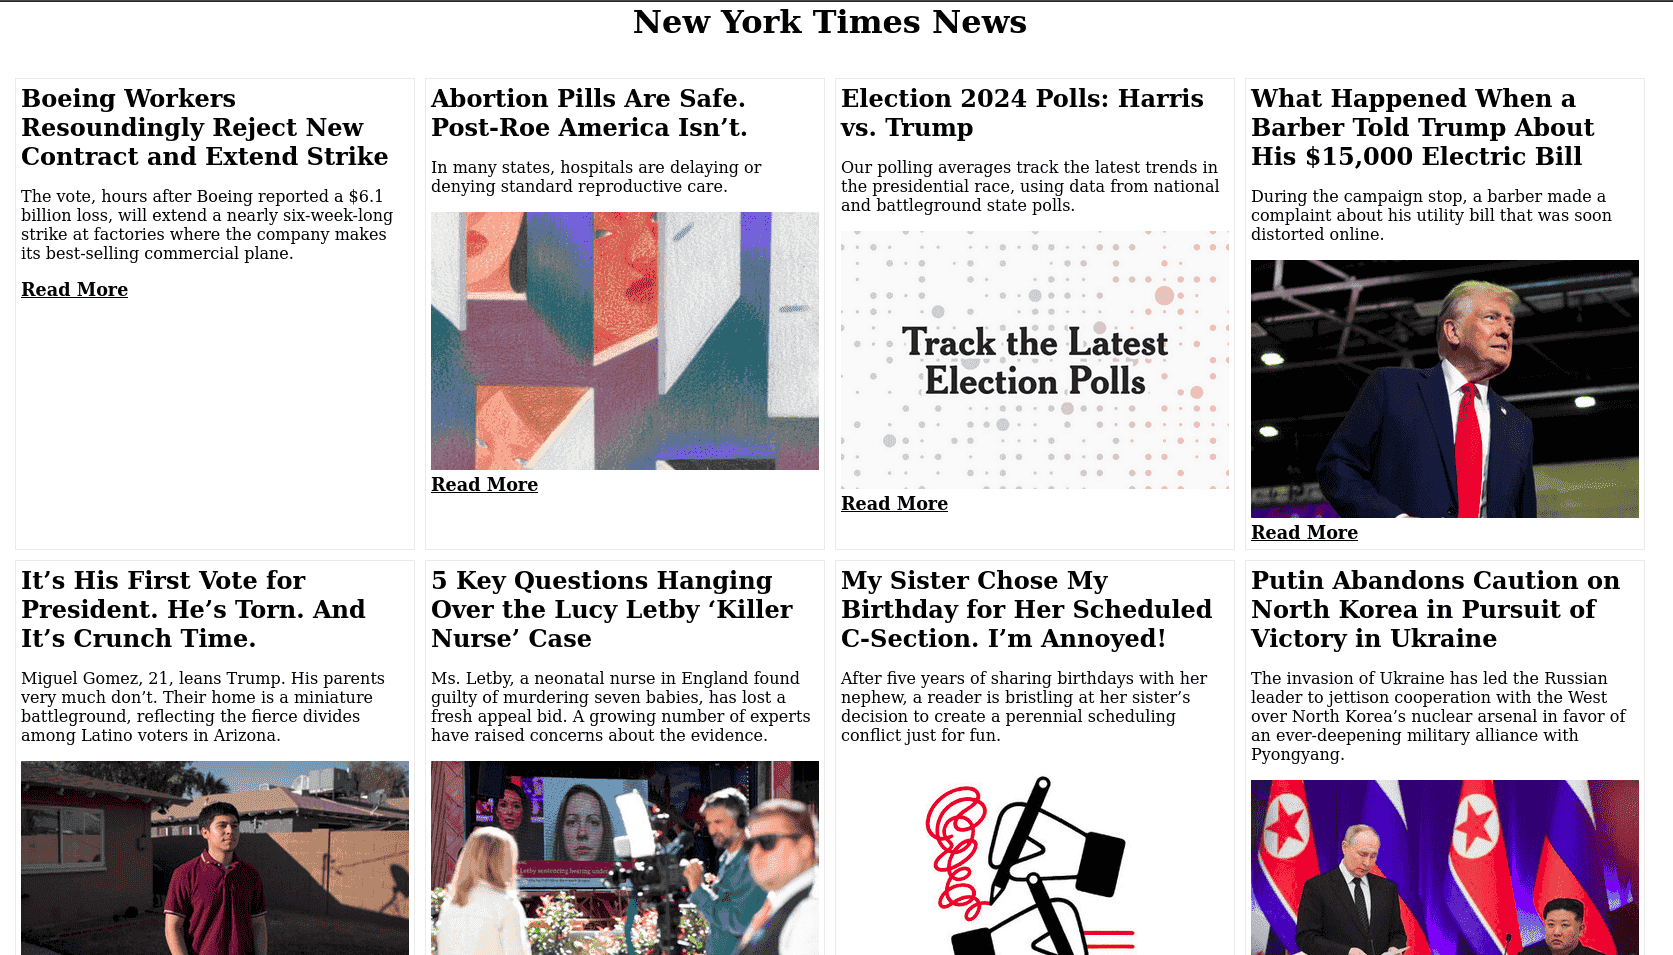 New York Times News
Boeing Workers
Resoundingly Reject New
Contract and Extend Strike
The vote, hours after Boeing reported a $6.1
billion loss, will extend a nearly six-week-long
strike at factories where the company makes
its best-selling commercial plane.
Read More
Abortion Pills Are Safe.
Post-Roe America Isn’t.
In many states, hospitals are delaying or
denying standard reproductive care.
Read More
Election 2024 Polls: Harris
vs. Trump
Our polling averages track the latest trends in
the presidential race, using data from national
and battleground state polls.
Track the Latest
Election Polls
Read More
What Happened When a
Barber Told Trump About
His $15,000 Electric Bill
During the campaign stop, a barber made a
complaint about his utility bill that was soon
distorted online.
Read More
It’s His First Vote for
President. He’s Torn. And
It’s Crunch Time.
Miguel Gomez, 21, leans Trump. His parents
very much don’t. Their home is a miniature
battleground, reflecting the fierce divides
among Latino voters in Arizona.
5 Key Questions Hanging
Over the Lucy Letby ‘Killer
Nurse’ Case
Ms. Letby, a neonatal nurse in England found
guilty of murdering seven babies, has lost a
fresh appeal bid. A growing number of experts
have raised concerns about the evidence.
Letby sentencing hearing under
My Sister Chose My
Birthday for Her Scheduled
C-Section. I’m Annoyed!
After five years of sharing birthdays with her
nephew, a reader is bristling at her sister’s
decision to create a perennial scheduling
conflict just for fun.
Putin Abandons Caution on
North Korea in Pursuit of
Victory in Ukraine
The invasion of Ukraine has led the Russian
leader to jettison cooperation with the West
over North Korea’s nuclear arsenal in favor of
an ever-deepening military alliance with
Pyongyang.